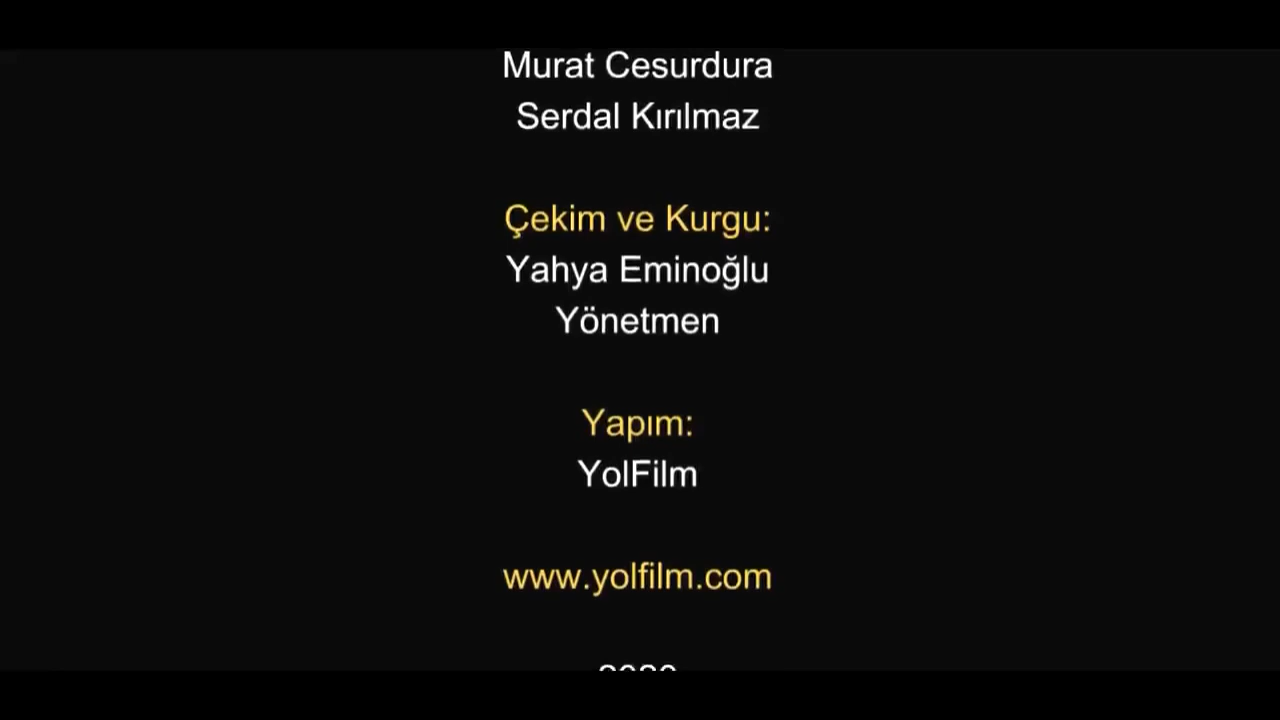 Murat Cesurdura
Serdal Kırılmaz
Çekim ve Kurgu:
Yahya Eminoğlu
Yönetmen
Yapım:
YolFilm
www.yolfilm.com